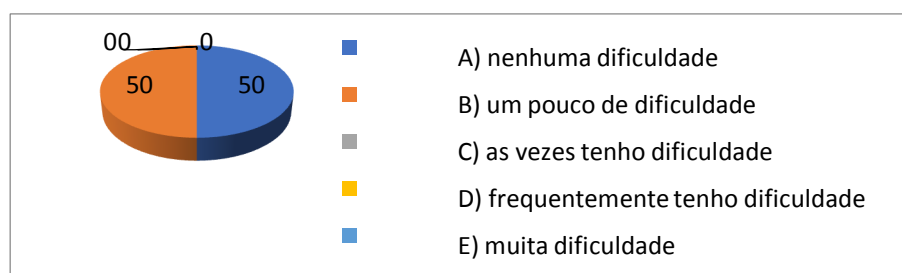 00 0
50 50
A) nenhuma dificuldade
B) um pouco de dificuldade
C) as vezes tenho dificuldade
D) frequentemente tenho dificuldade
E) muita dificuldade